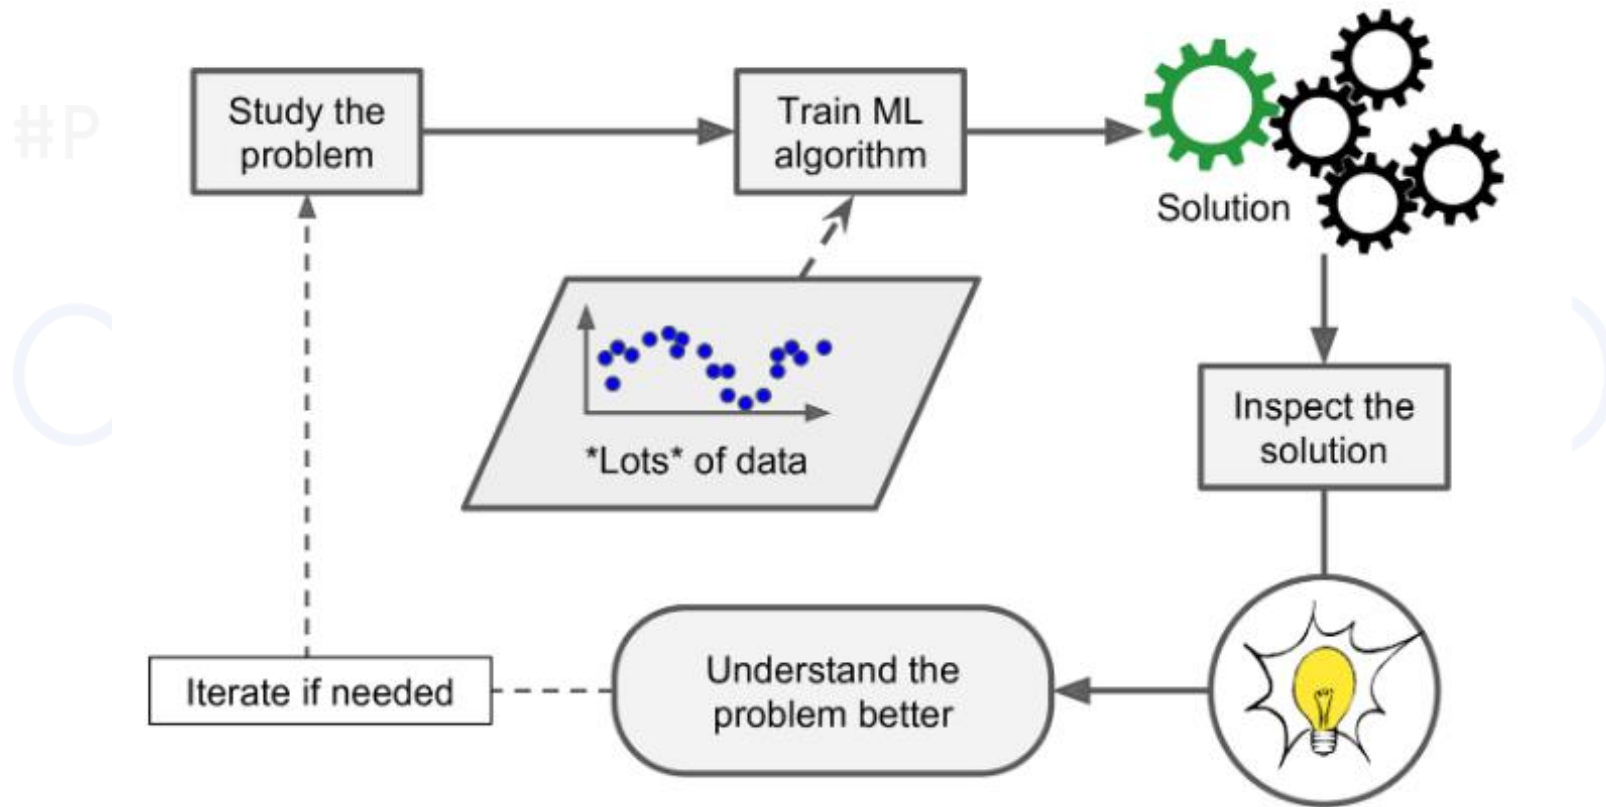 #P
Study the
problem
Train ML
algorithm
Solution
*Lots* of data
Inspect the
solution
Understand the
problem better
Iterate if needed